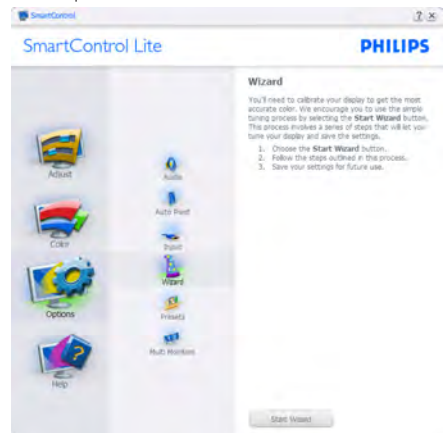 SmartControl
? ×
SmartControl Lite
PHILIPS
Wizard
You'll need to calibrate your display to get the most
accurate color. We encourage you to use the simple
tuning process by selecting the Start Wizard button.
This process involves a series of steps that will let you
tune your display and save the settings.
1. Choose the Start Wizard button.
2. Follow the steps outlined in this process.
3. Save your settings for future use.
Adjust
Color
Options
Help
Audio
Auto Pivot
Input
Wizard
Presets
Multi Monitors
Start Wizard